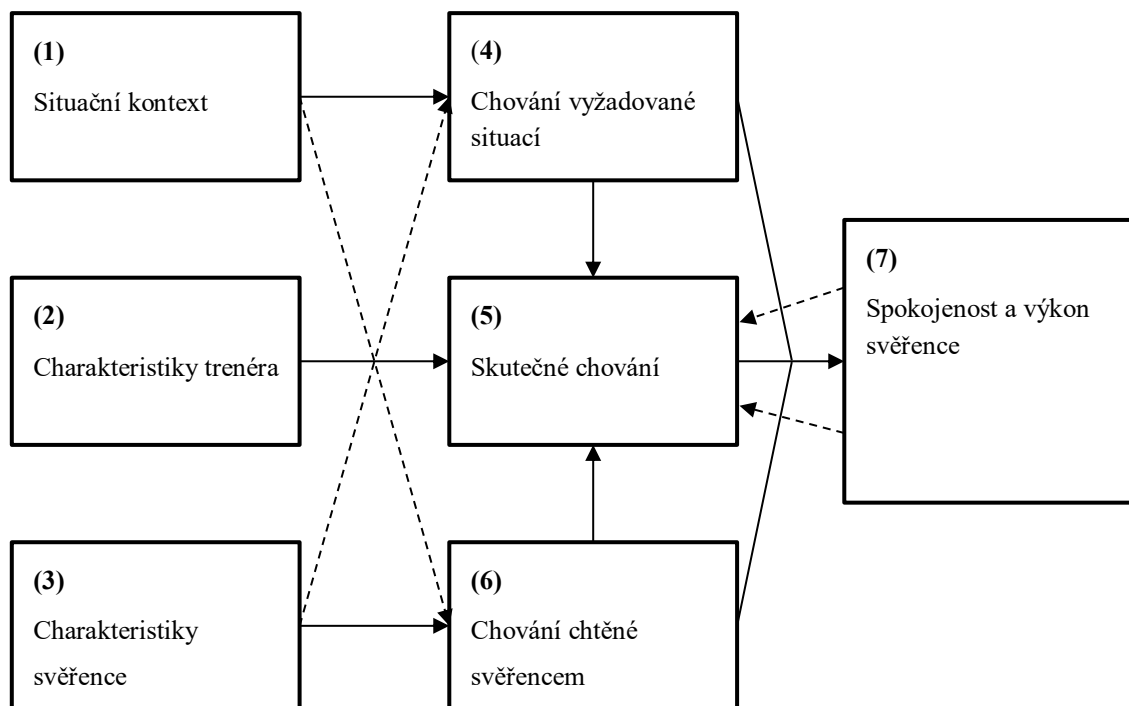 (1)
Situační kontext
(4)
Chování vyžadované
situací
(2)
Charakteristiky trenéra
(5)
Skutečné chování
(7)
Spokojenost a výkon
svěřence
(3)
Charakteristiky
svěřence
(6)
Chování chtěné
svěřencem